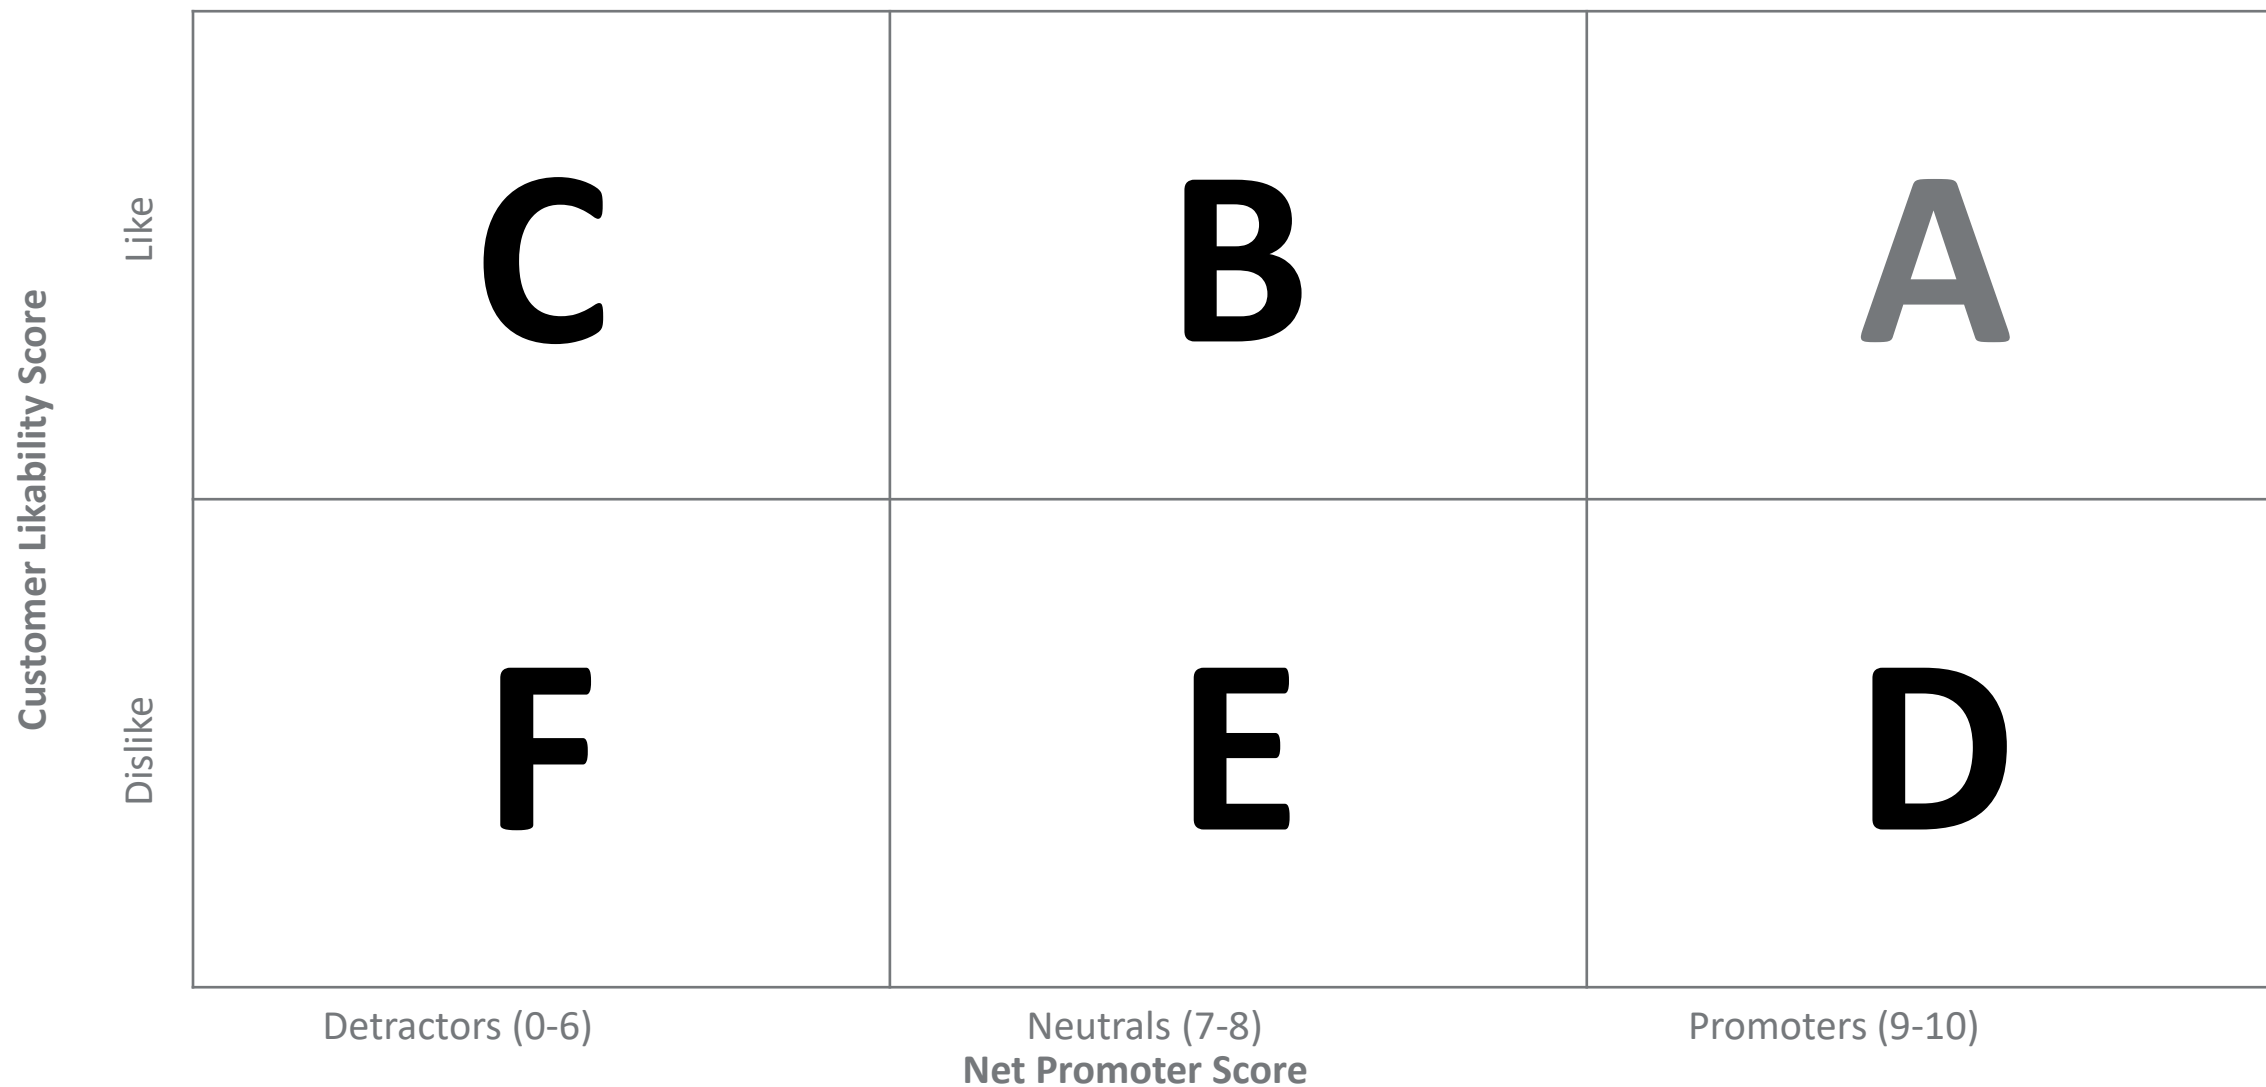 Customer Likability Score
Like
C
B
A
Dislike
F
E
D
Detractors (0-6)
Neutrals (7-8)
Promoters (9-10)
Net Promoter Score